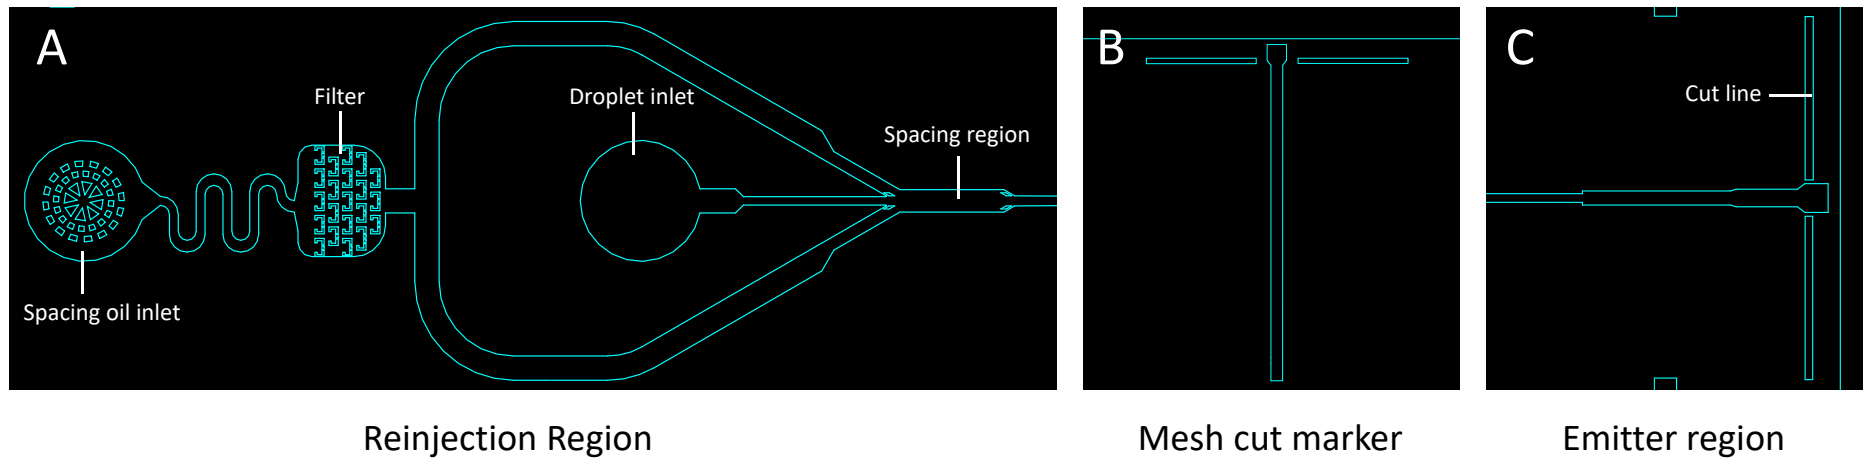 A
Filter
Droplet inlet
Spacing region
Spacing oil inlet
B
C
Cut line
Reinjection Region
Mesh cut marker
Emitter region